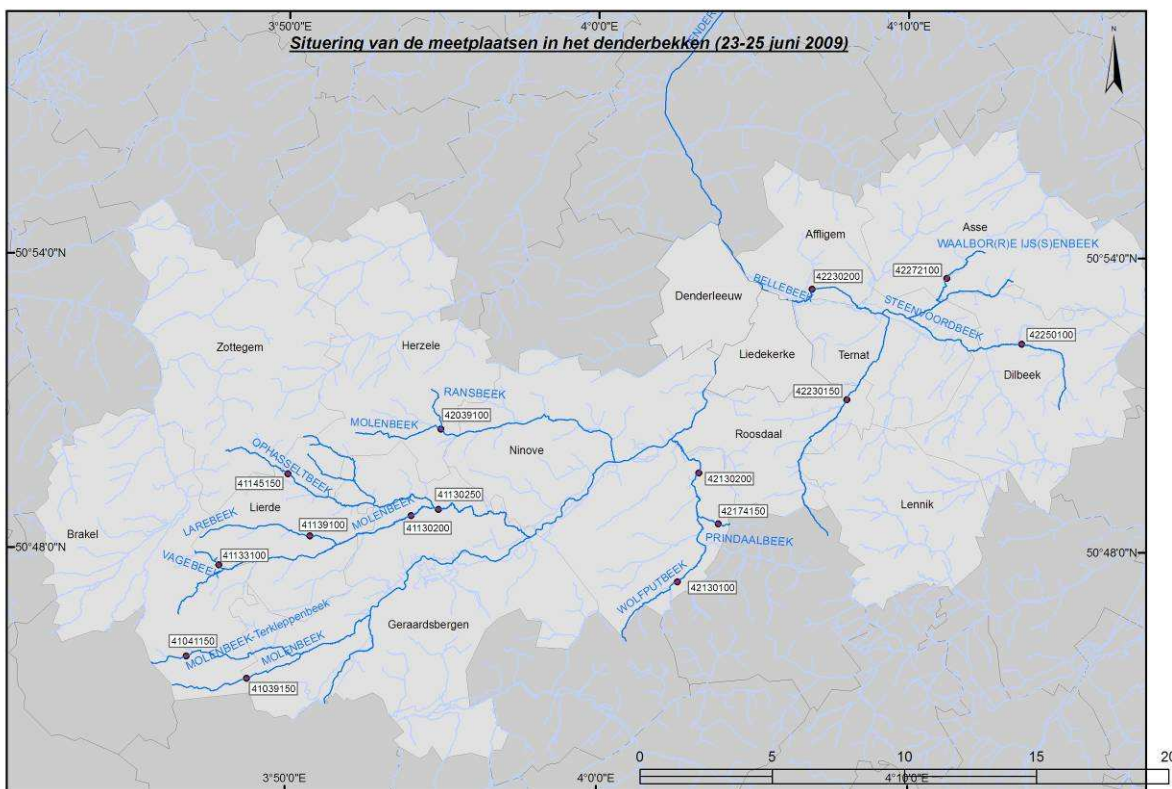 3°50'0"E
4°0'0"E
4°10'0"E
Situering van de meetplaatsen in het denderbekken (23-25 juni 2009)
N
50°54'0"N
50°54'0"N
Asse
Affligem
WAALBOR(R)E IJS(S)ENBEEK
42272100
42230200
BELLEBEEK
Denderleeuw
STEENVOORDBEEK
42250100
Zottegem
Herzele
Liedekerke
Ternat
Dilbeek
RANSBEEK
42230150
42039100
MOLENBEEK
Roosdaal
Ninove
OPHASSELTBEEK
41145150
42130200
Lierde
41130250
Lennik
LAREBEEK
MOLENBEEK
41130200
42174150
Brakel
41139100
PRINDAALBEEK
50°48'0"N
50°48'0"N
VAGEBEEK
41133100
WOLFPUTBEEK
42130100
MOLENBEEK-Terkleppenbeek
Geraardsbergen
41041150
MOLENBEEK
41039150
0
5
10
15
20
3°50'0"E
4°0'0"E
4°10'0"E